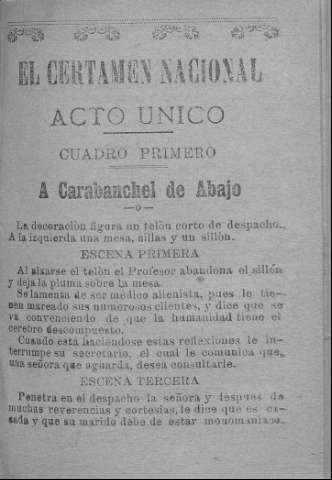 EL CERTAMEN NACIONAL
ACTO UNICO
CUADRO PRIMERO
A Carabanchel de Abajo
La decoración figura un telòn corto de despacho.
A la izquierda una mesa, sillas y un sillón.
ESCENA PRIMERA
Al alzarse el telòn el Profesor abandona el sillón
y deja la pluma sobre la mesa.
Se lamenta de ser médico alienista, pues le tie-
nen mareado sus numerosos clientes, y dice que se
va convenciendo de que la humanidad tiene el
cerebro descompuesto.
Cuando esta haciendose estas reflexiones le in-
terrumpe su secretario, el cual le comunica que,
una señora que aguarda, desea consultarle.
ESCENA TERCERA
Penetra en el despacho la señora y despues de
muchas reverencias y cortesias, le dice que es ca-
sada y que su marido debe de estar monomaniaco.